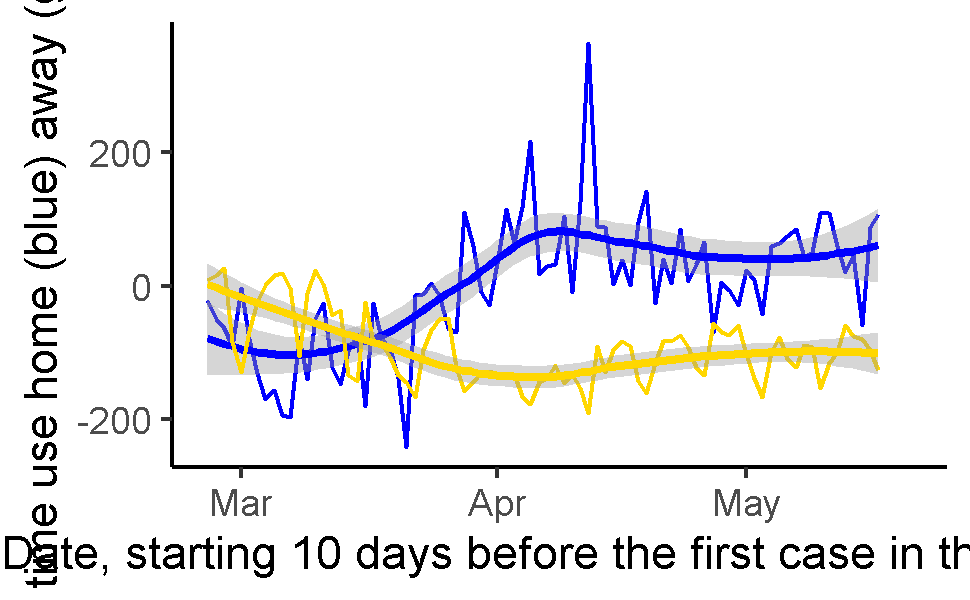 time use home (blue) away (
200
0
-200
Mar
Apr
May
Date, starting 10 days before the first case in th